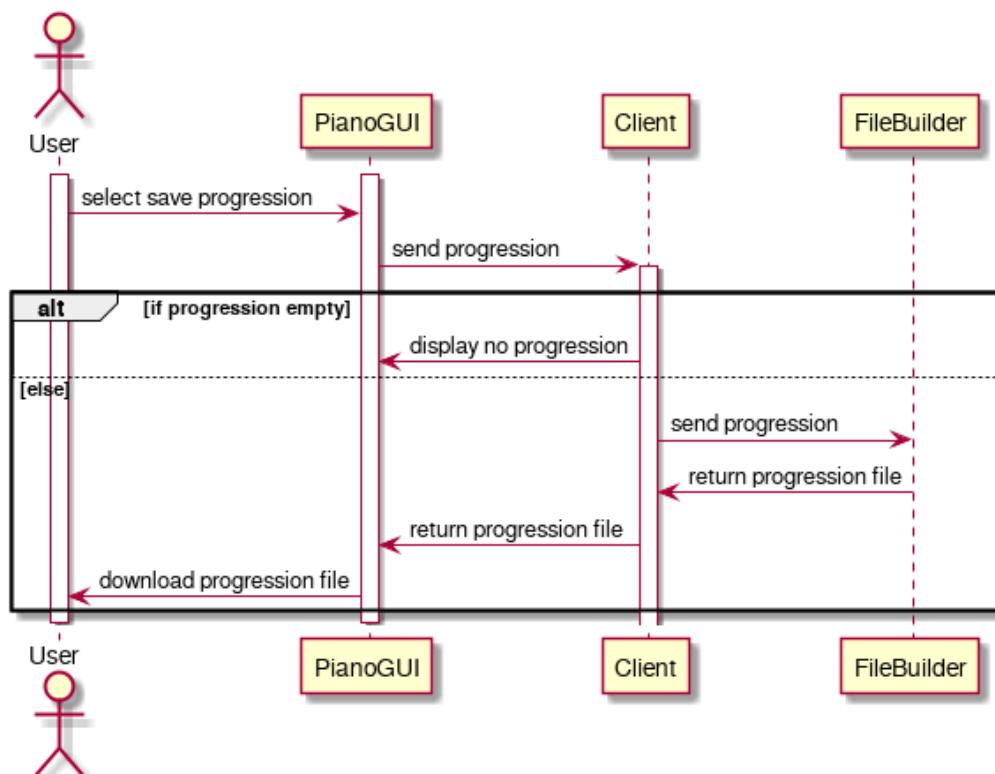 User
PianoGUI
Client
FileBuilder
select save progression
send progression
alt
[if progression empty]
display no progression
[else]
send progression
return progression file
return progression file
download progression file
User
PianoGUI
Client
FileBuilder